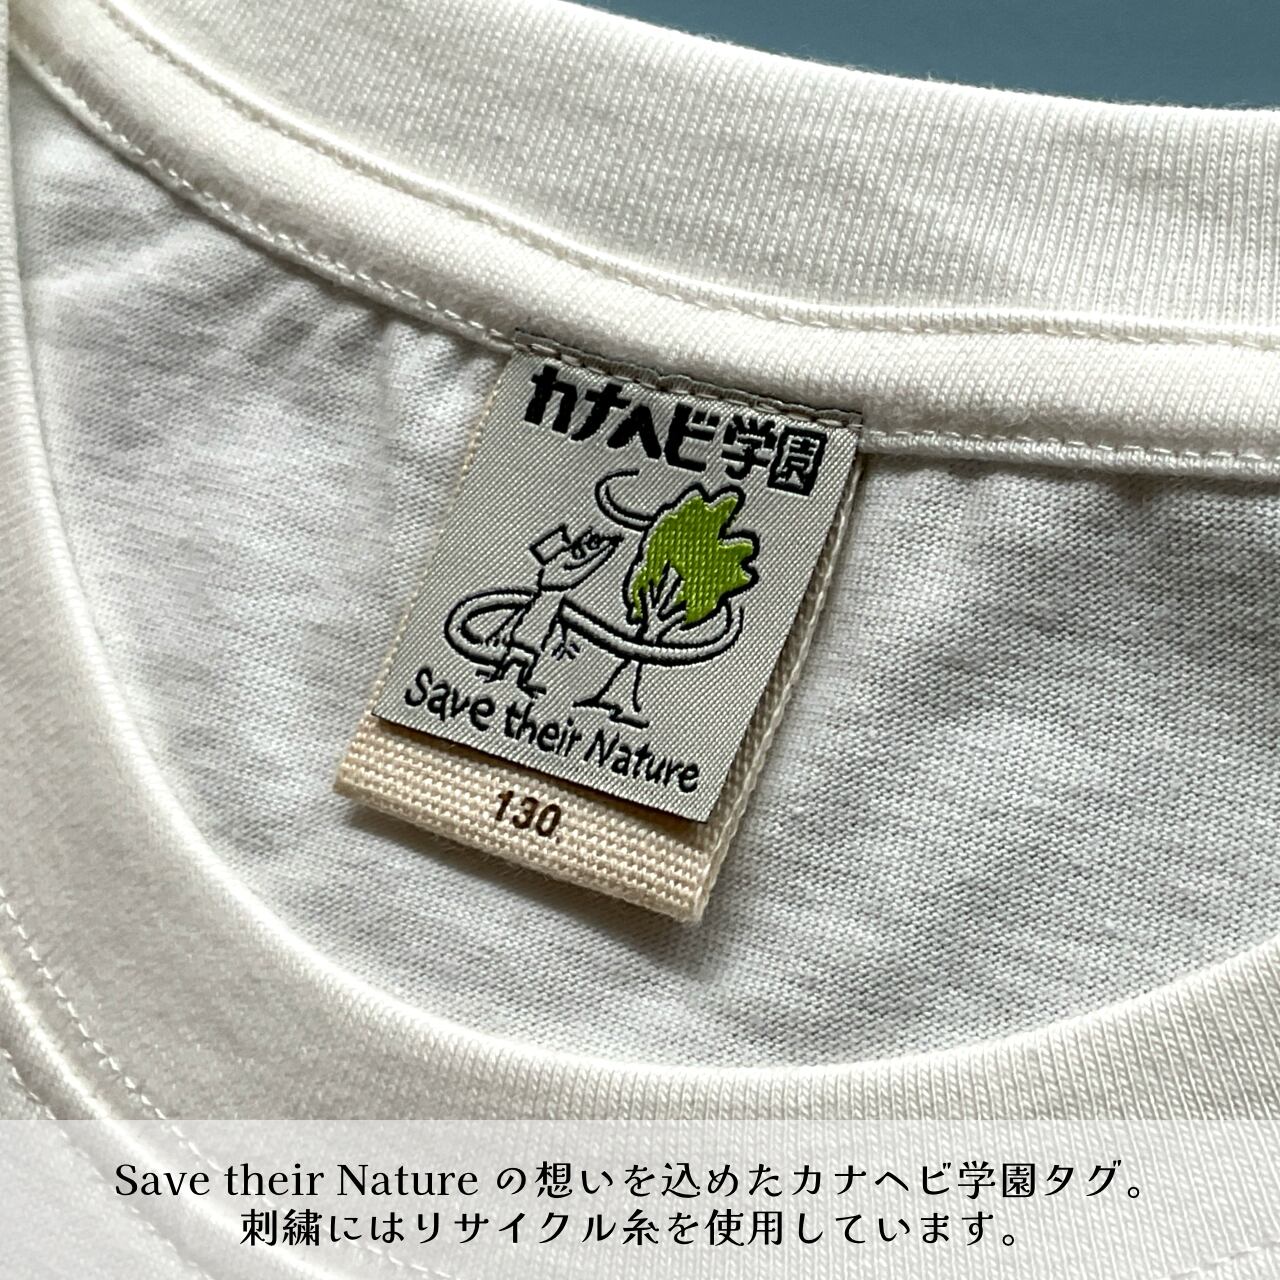 カナヘビ学園
Save their Nature
130
Save their Nature の想いを込めたカナヘビ学園タグ。
刺繍にはリサイクル糸を使用しています。